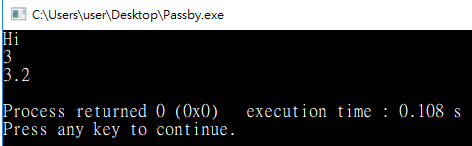 C:\Users\user\Desktop\Passby.exe
Hi
3
3.2
Process returned 0 (0x0)   execution time : 0.108 s
Press any key to continue.